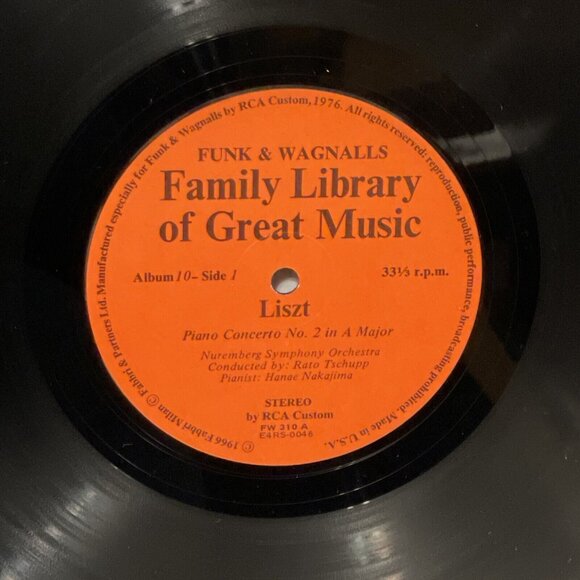 © 1966 Fabbri Milan © Fabbri & Partners Ltd. Manufactured especially for Funk & Wagnalls by RCA Custom, 1976. All rights reserved: reproduction, public performance, broadcasting prohibited. Made in U.S.A.
FUNK & WAGNALLS
Family Library
of Great Music
Album 10 - Side 1
33⅓ r.p.m.
Liszt
Piano Concerto No. 2 in A Major
Nuremberg Symphony Orchestra
Conducted by: Rato Tschupp
Pianist: Hanae Nakajima
STEREO
by RCA Custom
FW 310 A
E4RS-0046